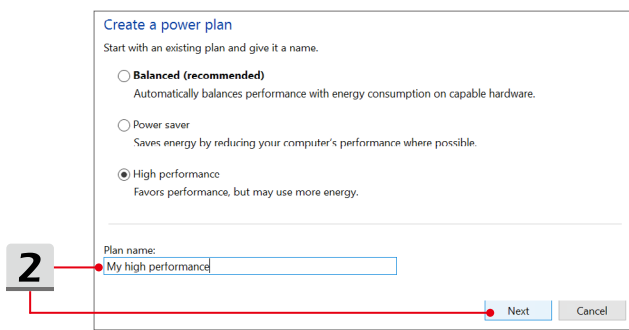 Create a power plan
Start with an existing plan and give it a name.
Balanced (recommended)
Automatically balances performance with energy consumption on capable hardware.
Power saver
Saves energy by reducing your computer's performance where possible.
High performance
Favors performance, but may use more energy.
Plan name:
2
My high performance
Next Cancel